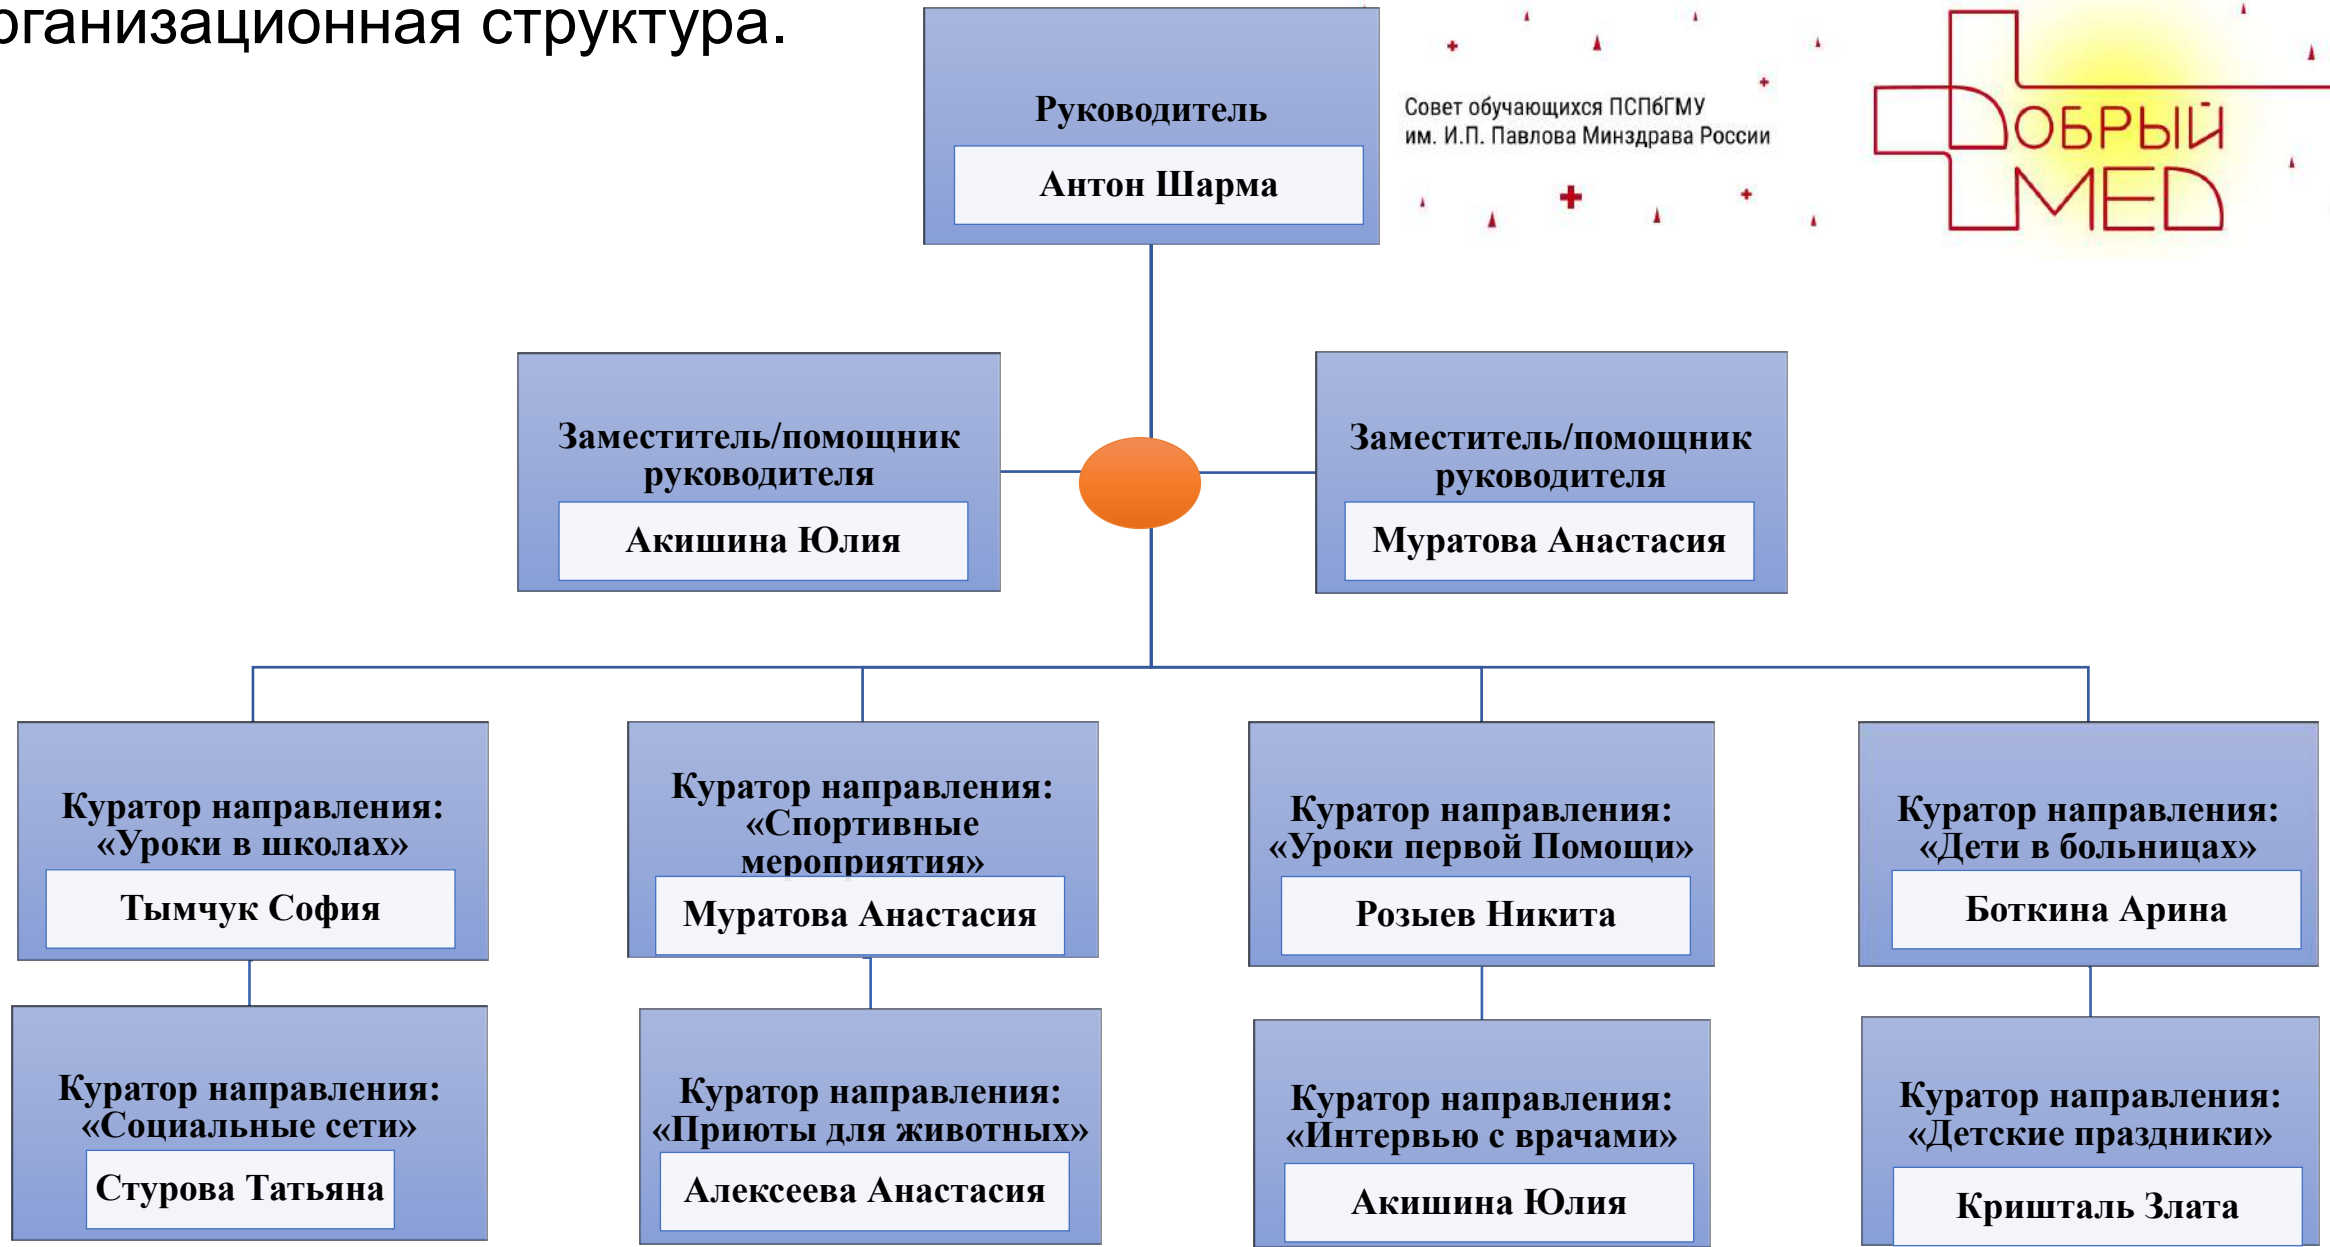 рганизационная структура.
Руководитель
Антон Шарма
Совет обучающихся ПСПбГМУ
им. И.П. Павлова Минздрава России
ДОБРЫЙ
MED
Заместитель/помощник
руководителя
Акишина Юлия
Заместитель/помощник
руководителя
Муратова Анастасия
Куратор направления:
«Уроки в школах»
Тымчук София
Куратор направления:
«Спортивные
мероприятия»
Муратова Анастасия
Куратор направления:
«Уроки первой Помощи»
Розыев Никита
Куратор направления:
«Дети в больницах»
Боткина Арина
Куратор направления:
«Социальные сети»
Стурова Татьяна
Куратор направления:
«Приюты для животных»
Алексеева Анастасия
Куратор направления:
«Интервью с врачами»
Акишина Юлия
Куратор направления:
«Детские праздники»
Кришталь Злата